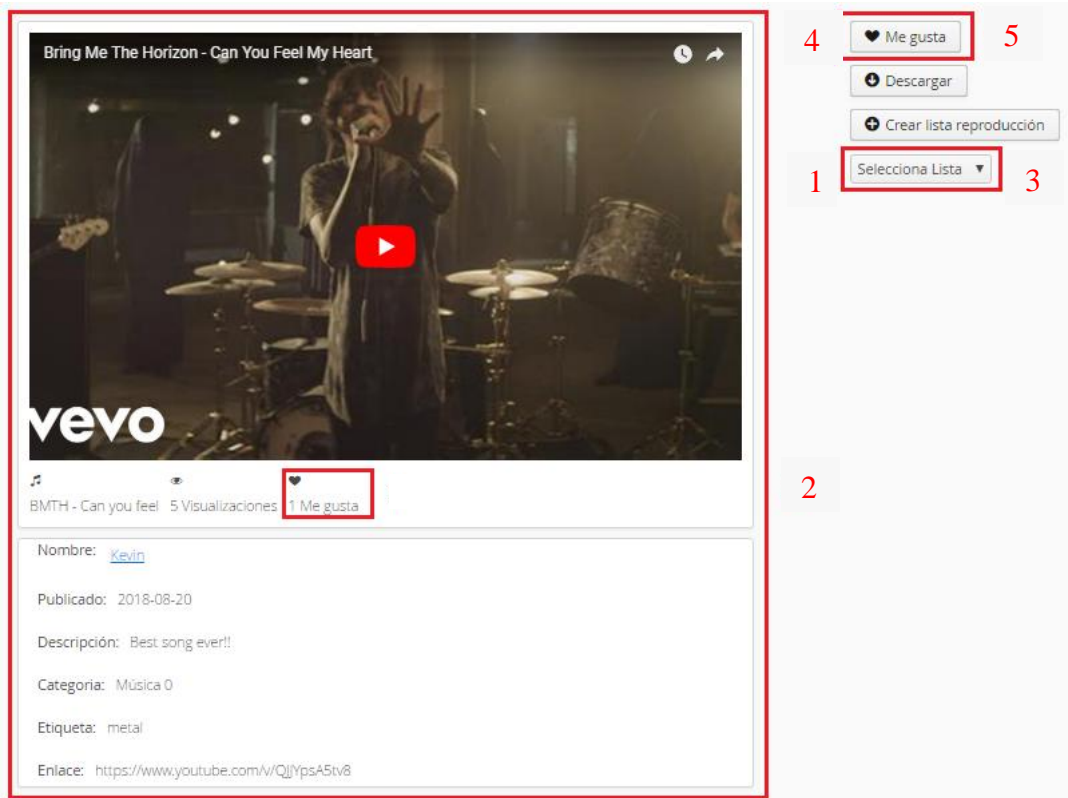 Bring Me The Horizon - Can You Feel My Heart
vevo
BMTH - Can you feel 5 Visualizaciones 1 Me gusta
Nombre: Kevin
Publicado: 2018-08-20
Descripción: Best song ever!!
Categoria: Música 0
Etiqueta: metal
Enlace: https://www.youtube.com/v/QJJYpsA5tv8
4 Me gusta 5
Descargar
Crear lista reproducción
1 Selecciona Lista 3
2